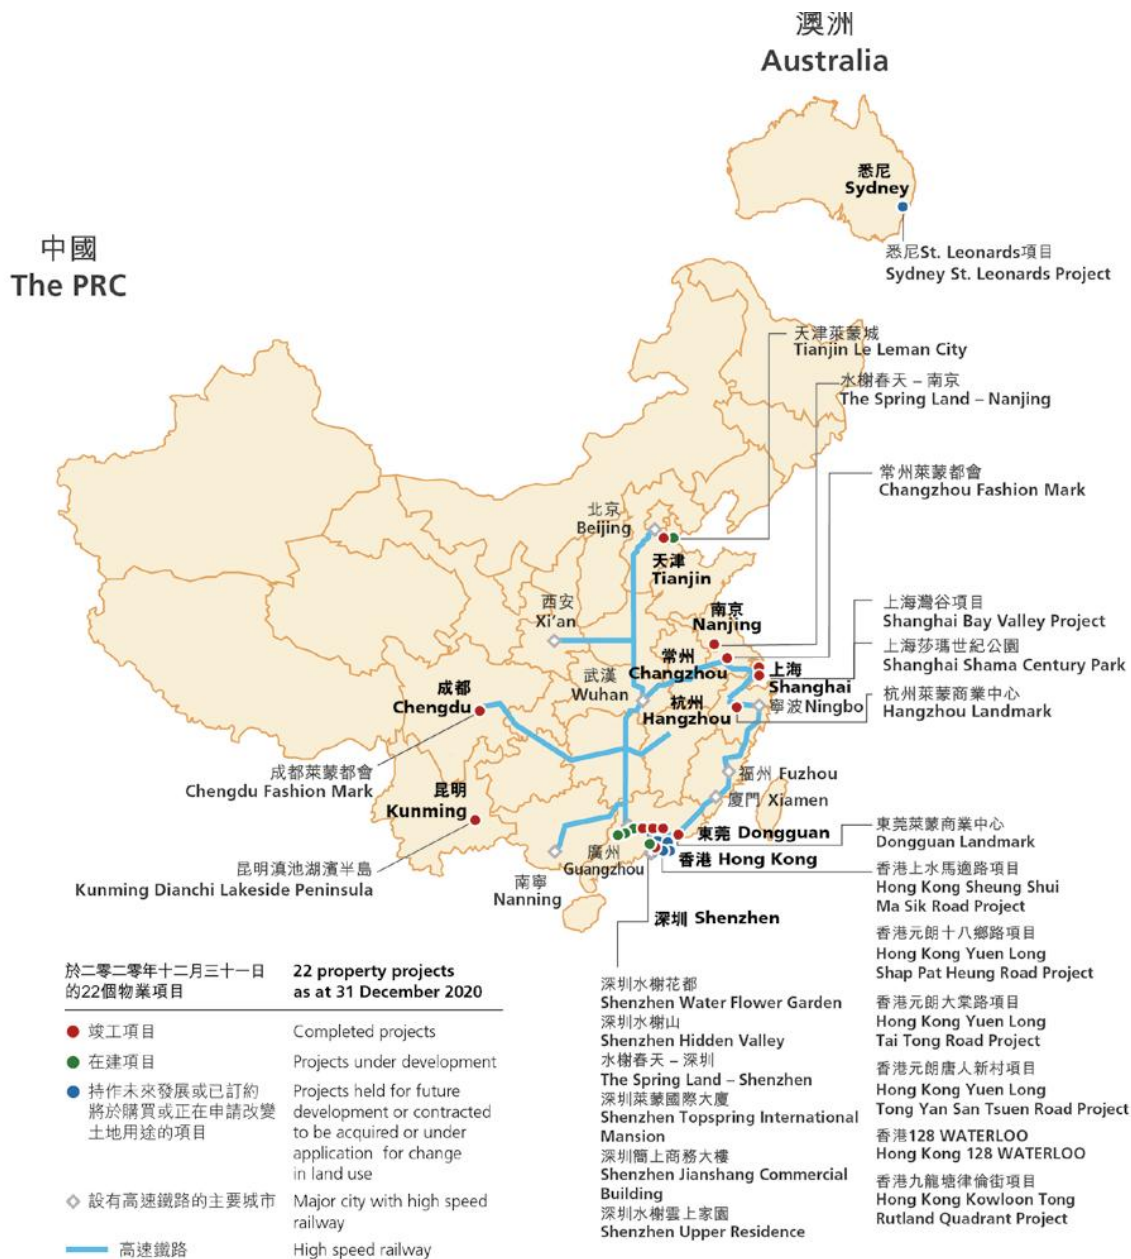 澳洲
Australia
悉尼
Sydney
悉尼St. Leonards項目
Sydney St. Leonards Project
中國
The PRC
天津萊蒙城
Tianjin Le Leman City
水榭春天 – 南京
The Spring Land – Nanjing
常州萊蒙都會
Changzhou Fashion Mark
北京
Beijing
天津
Tianjin
西安
Xi'an
南京
Nanjing
上海灣谷項目
Shanghai Bay Valley Project
上海莎瑪世紀公園
Shanghai Shama Century Park
常州
Changzhou
上海
Shanghai
武漢
Wuhan
成都
Chengdu
杭州
Hangzhou
寧波Ningbo
杭州萊蒙商業中心
Hangzhou Landmark
成都萊蒙都會
Chengdu Fashion Mark
昆明
Kunming
福州 Fuzhou
廈門 Xiamen
東莞 Dongguan
東莞萊蒙商業中心
Dongguan Landmark
廣州
Guangzhou
香港 Hong Kong
昆明滇池湖濱半島
Kunming Dianchi Lakeside Peninsula
南寧
Nanning
深圳 Shenzhen
香港上水馬適路項目
Hong Kong Sheung Shui
Ma Sik Road Project
香港元朗十八鄉路項目
Hong Kong Yuen Long
Shap Pat Heung Road Project
香港元朗大棠路項目
Hong Kong Yuen Long
Tai Tong Road Project
香港元朗唐人新村項目
Hong Kong Yuen Long
Tong Yan San Tsuen Road Project
香港128 WATERLOO
Hong Kong 128 WATERLOO
香港九龍塘律倫街項目
Hong Kong Kowloon Tong
Rutland Quadrant Project
深圳水榭花都
Shenzhen Water Flower Garden
深圳水榭山
Shenzhen Hidden Valley
水榭春天 – 深圳
The Spring Land – Shenzhen
深圳萊蒙國際大廈
Shenzhen Topspring International
Mansion
深圳簡上商務大樓
Shenzhen Jianshang Commercial
Building
深圳水榭雲上家園
Shenzhen Upper Residence
於二零二零年十二月三十一日
的22個物業項目
22 property projects
as at 31 December 2020
竣工項目
Completed projects
在建項目
Projects under development
持作未來發展或已訂約
將於購買或正在申請改變
土地用途的項目
Projects held for future
development or contracted
to be acquired or under
application for change
in land use
設有高速鐵路的主要城市
Major city with high speed
railway
高速鐵路
High speed railway